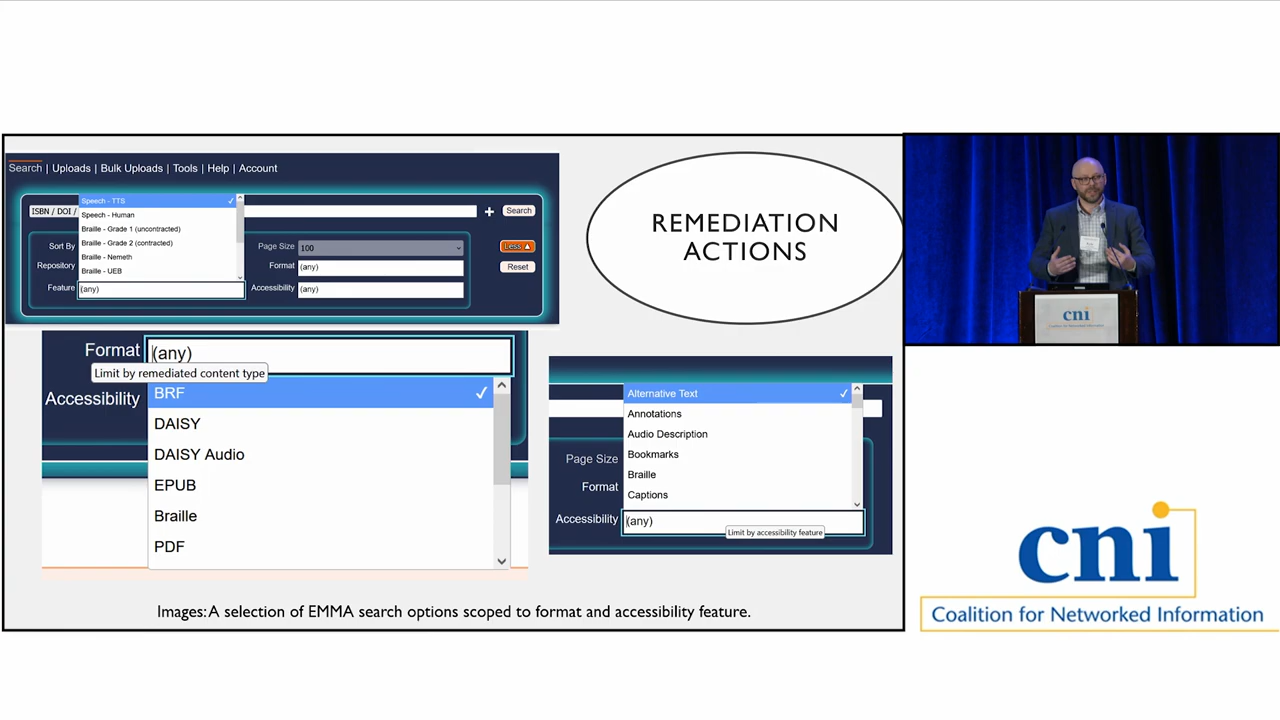 Search | Uploads | Bulk Uploads | Tools | Help | Account
ISBN / DOI /
Speech - TTS
Speech - Human
Braille - Grade 1 (uncontracted)
Braille - Grade 2 (contracted)
Braille - Nemeth
Braille - UEB
+
Search
Sort By
Page Size
100
Less ▲
Repository
Format
(any)
Reset
Feature
(any)
Accessibility
(any)
REMEDIATION
ACTIONS
Format
(any)
Limit by remediated content type
Accessibility
BRF
DAISY
DAISY Audio
EPUB
Braille
PDF
Alternative Text
Annotations
Audio Description
Bookmarks
Braille
Captions
Page Size
Format
Accessibility
(any)
Limit by accessibility feature
Images: A selection of EMMA search options scoped to format and accessibility feature.
cni
cni
Coalition for Networked Information